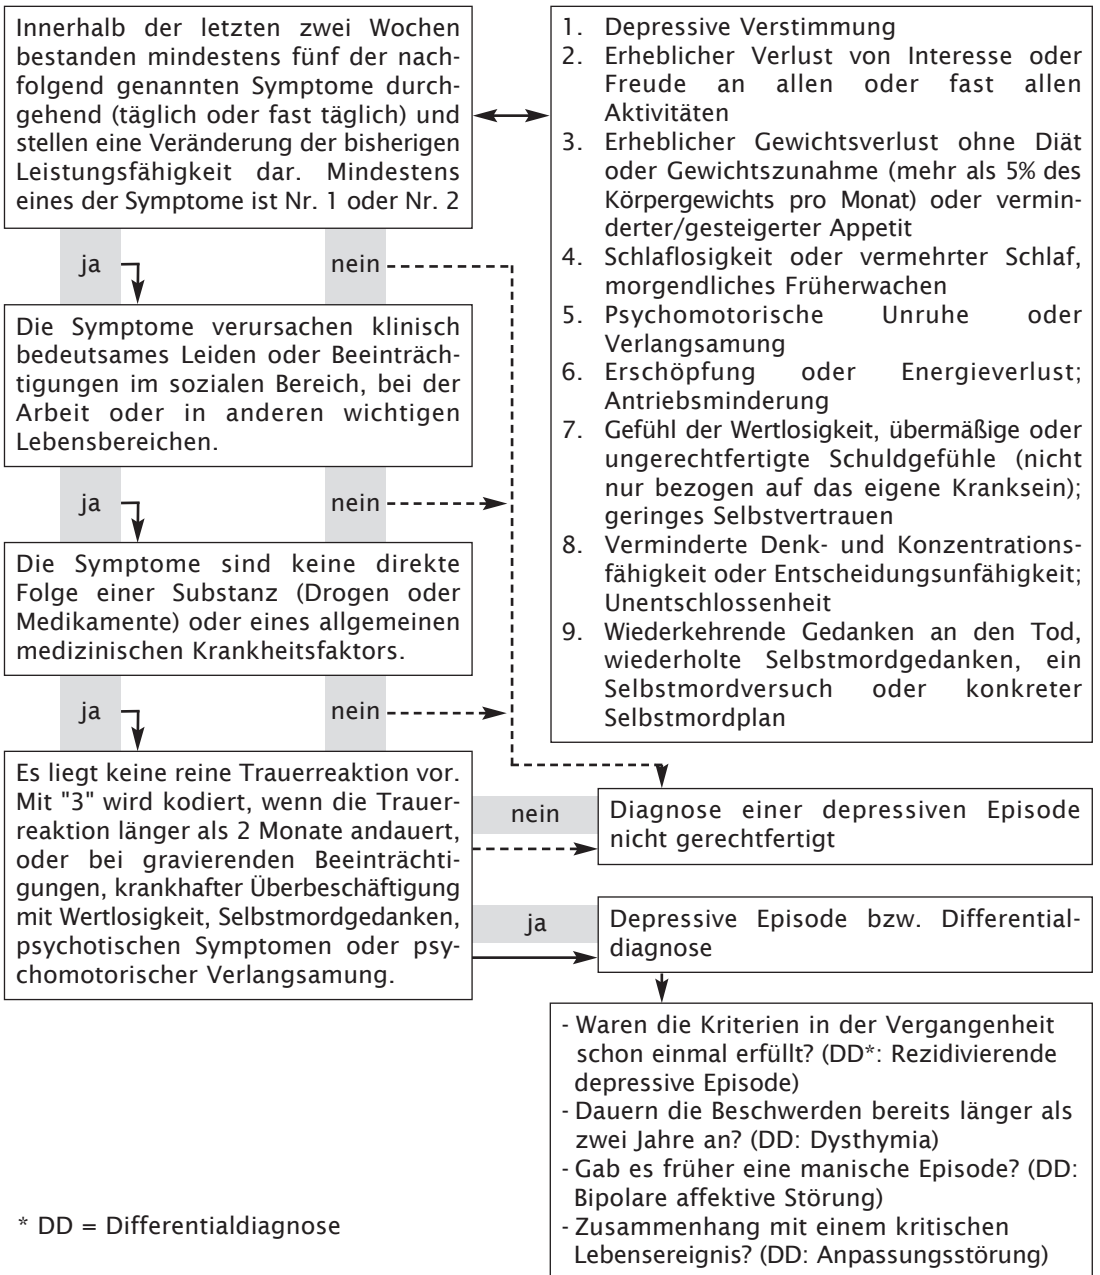 Innerhalb der letzten zwei Wochen
bestanden mindestens fünf der nach-
folgend genannten Symptome durch-
gehend (täglich oder fast täglich) und
stellen eine Veränderung der bisherigen
Leistungsfähigkeit dar. Mindestens
eines der Symptome ist Nr. 1 oder Nr. 2
1. Depressive Verstimmung
2. Erheblicher Verlust von Interesse oder
Freude an allen oder fast allen
Aktivitäten
3. Erheblicher Gewichtsverlust ohne Diät
oder Gewichtszunahme (mehr als 5% des
Körpergewichts pro Monat) oder vermin-
derter/gesteigerter Appetit
4. Schlaflosigkeit oder vermehrter Schlaf,
morgendliches Früherwachen
5. Psychomotorische Unruhe oder
Verlangsamung
6. Erschöpfung oder Energieverlust;
Antriebsminderung
7. Gefühl der Wertlosigkeit, übermäßige oder
ungerechtfertigte Schuldgefühle (nicht
nur bezogen auf das eigene Kranksein);
geringes Selbstvertrauen
8. Verminderte Denk- und Konzentrations-
fähigkeit oder Entscheidungsunfähigkeit;
Unentschlossenheit
9. Wiederkehrende Gedanken an den Tod,
wiederholte Selbstmordgedanken, ein
Selbstmordversuch oder konkreter
Selbstmordplan
ja nein
Die Symptome verursachen klinisch
bedeutsames Leiden oder Beeinträch-
tigungen im sozialen Bereich, bei der
Arbeit oder in anderen wichtigen
Lebensbereichen.
ja nein
Die Symptome sind keine direkte
Folge einer Substanz (Drogen oder
Medikamente) oder eines allgemeinen
medizinischen Krankheitsfaktors.
ja nein
Es liegt keine reine Trauerreaktion vor.
Mit "3" wird kodiert, wenn die Trauer-
reaktion länger als 2 Monate andauert,
oder bei gravierenden Beeinträchti-
gungen, krankhafter Überbeschäftigung
mit Wertlosigkeit, Selbstmordgedanken,
psychotischen Symptomen oder psy-
chomotorischer Verlangsamung.
nein
Diagnose einer depressiven Episode
nicht gerechtfertigt
ja
Depressive Episode bzw. Differential-
diagnose
- Waren die Kriterien in der Vergangenheit
schon einmal erfüllt? (DD*: Rezidivierende
depressive Episode)
- Dauern die Beschwerden bereits länger als
zwei Jahre an? (DD: Dysthymia)
- Gab es früher eine manische Episode? (DD:
Bipolare affektive Störung)
- Zusammenhang mit einem kritischen
Lebensereignis? (DD: Anpassungsstörung)
* DD = Differentialdiagnose